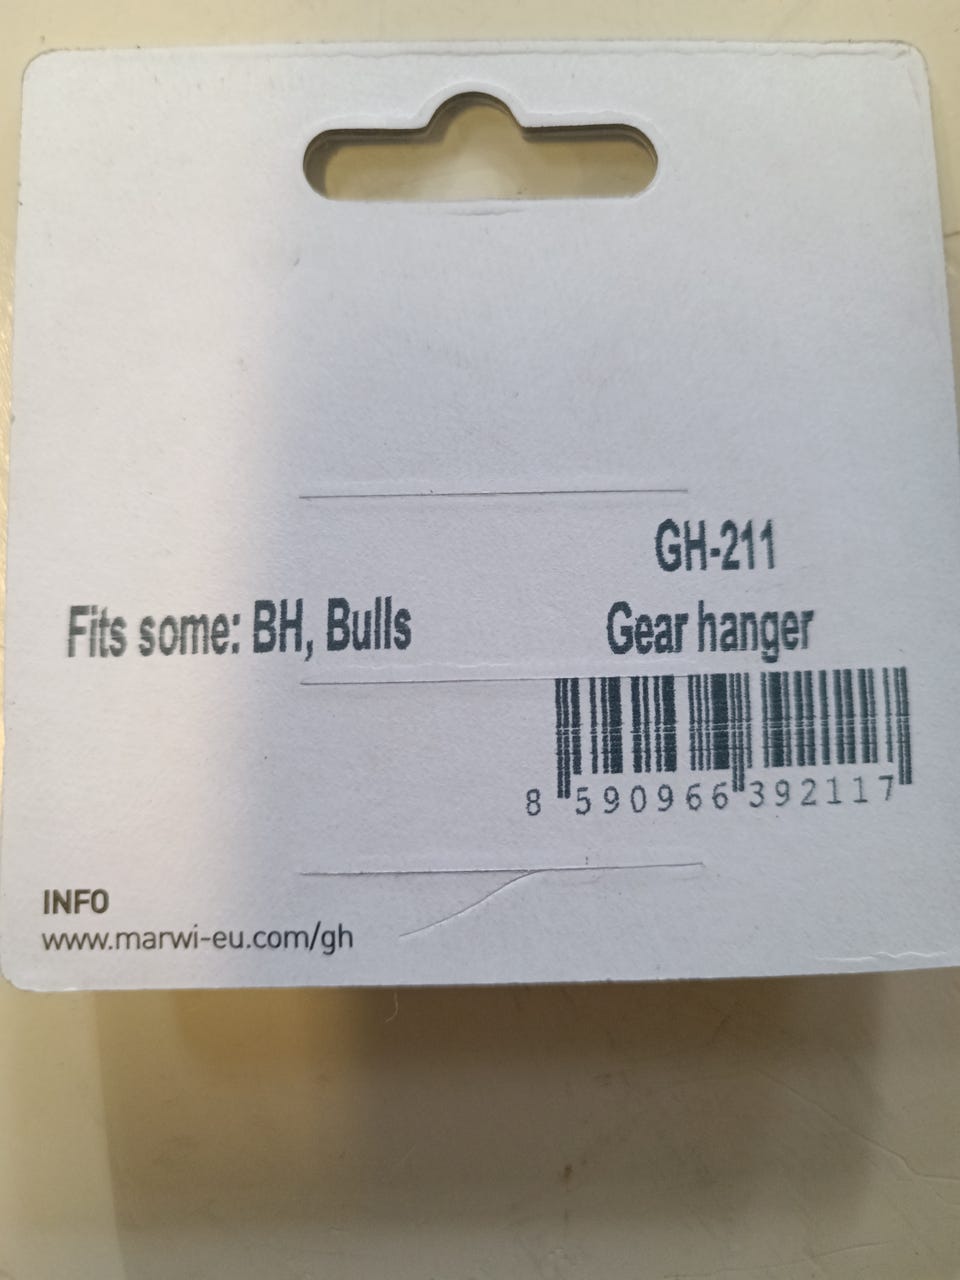 GH-211
Fits some: BH, Bulls
Gear hanger
8 590966 392117
INFO
www.marwi-eu.com/gh